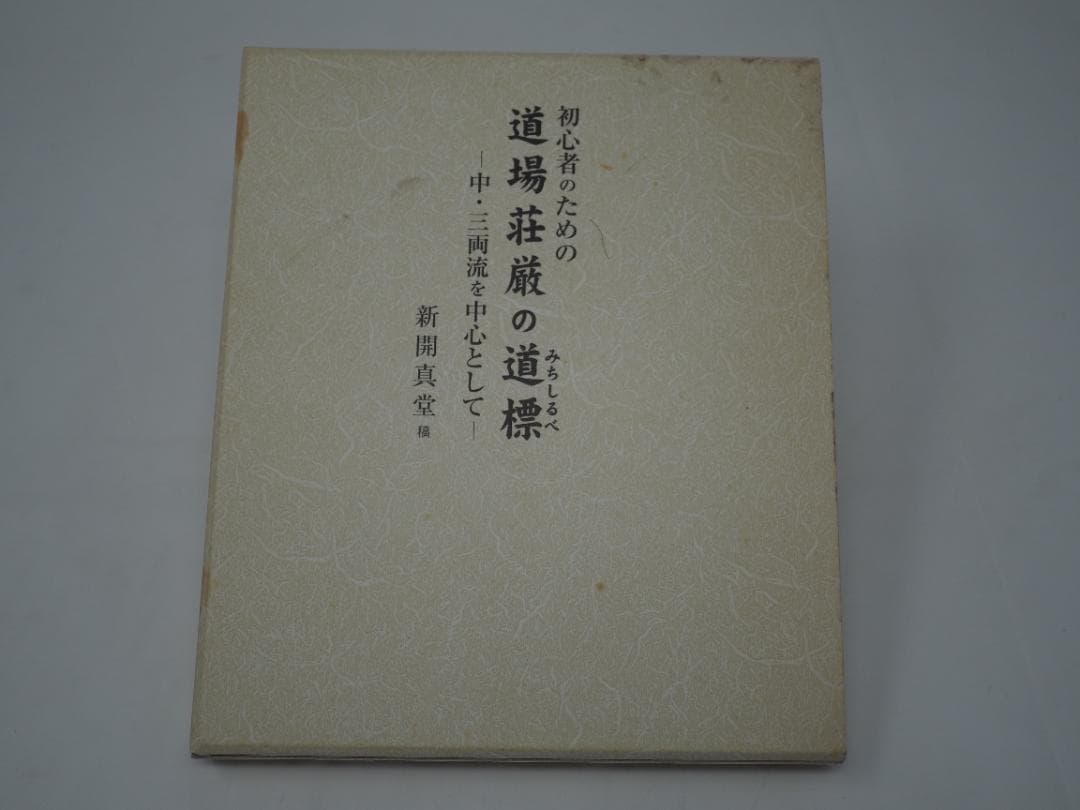 初心者のための
道場荘厳の道標
みちしるべ
―中・三両流を中心として―
新開真堂 稿